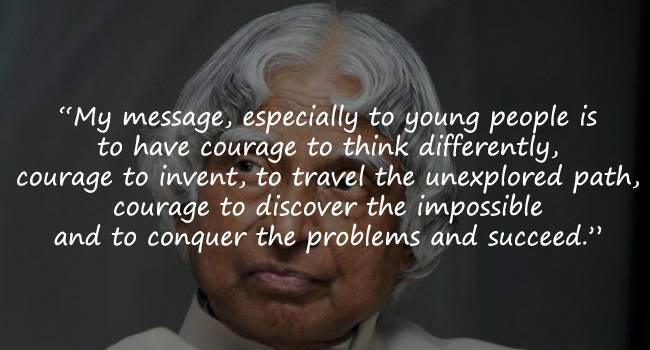 “My message, especially to young people is
to have courage to think differently,
courage to invent, to travel the unexplored path,
courage to discover the impossible
and to conquer the problems and succeed.”